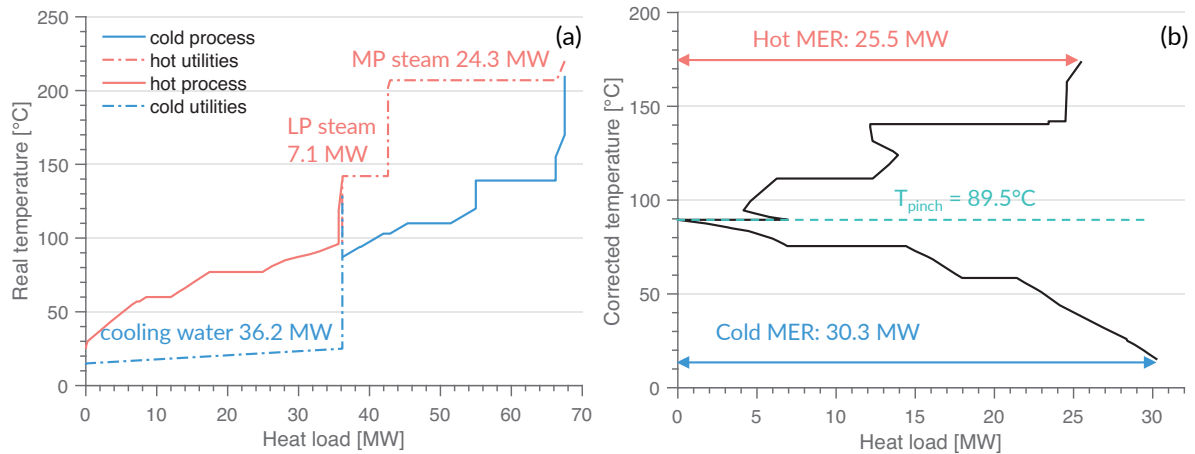 250
200
150
100
50
0
Real temperature [°C]
cold process
hot utilities
hot process
cold utilities
(a)
MP steam 24.3 MW
LP steam
7.1 MW
cooling water 36.2 MW
0 10 20 30 40 50 60 70
Heat load [MW]
200
150
100
50
0
Corrected temperature [°C]
(b)
Hot MER: 25.5 MW
Tpinch = 89.5°C
Cold MER: 30.3 MW
0 5 10 15 20 25 30
Heat load [MW]